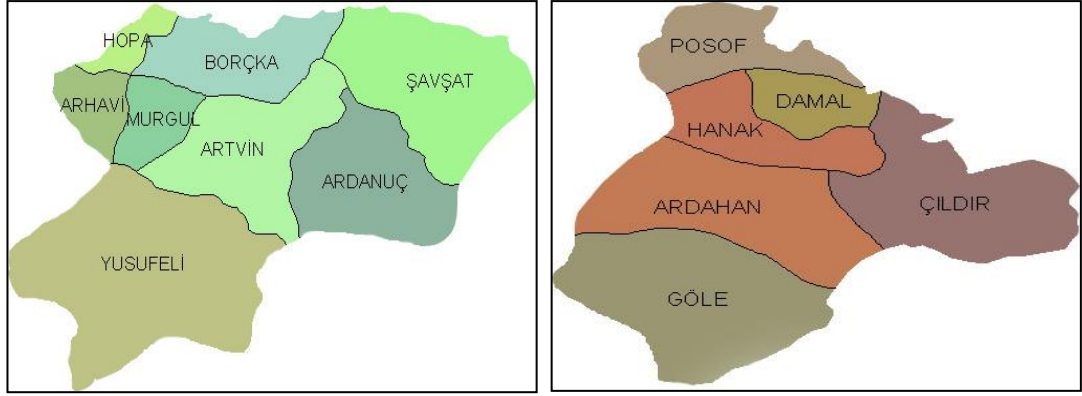 HOPA
BORÇKA
ŞAVŞAT
ARHAVİ
MURGUL
ARTVİN
ARDANUÇ
YUSUFELİ
POSOF
DAMAL
HANAK
ARDAHAN
ÇILDIR
GÖLE